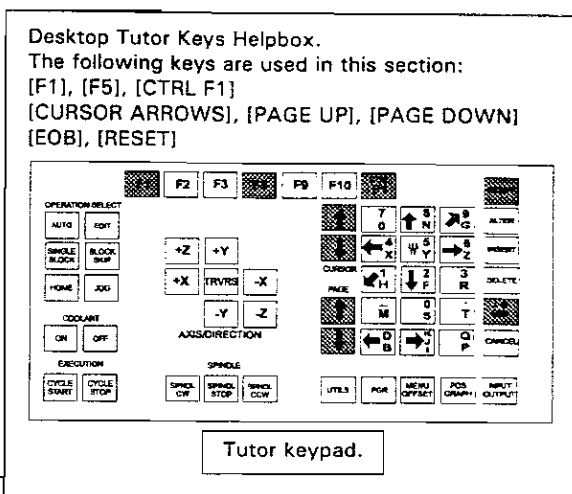 Desktop Tutor Keys Helpbox.
The following keys are used in this section:
[F1], [F5], [CTRL F1]
[CURSOR ARROWS], [PAGE UP], [PAGE DOWN]
[EOB], [RESET]
F2 F3 F9 F10
OPERATION SELECT
AUTO EDIT
SINGLE BLOCK BLOCK SKIP
HOME JOG
COOLANT
ON OFF
EXECUTION
CYCLE START CYCLE STOP
+Z +Y
+X TRVRS -X
-Y -Z
AXIS/DIRECTION
SPINDLE
SPNDL CW SPNDL STOP SPNDL CCW
CURSOR
PAGE
7 O 8 N 9 G
4 X 5 Y 6 Z
1 H 2 F 3 R
M 0 S T
D B K J I Q P
ALTER
INSERT
DELETE
CANCEL
UTILS PGR MENU OFFSET POS GRAPH INPUT OUTPUT
Tutor keypad.